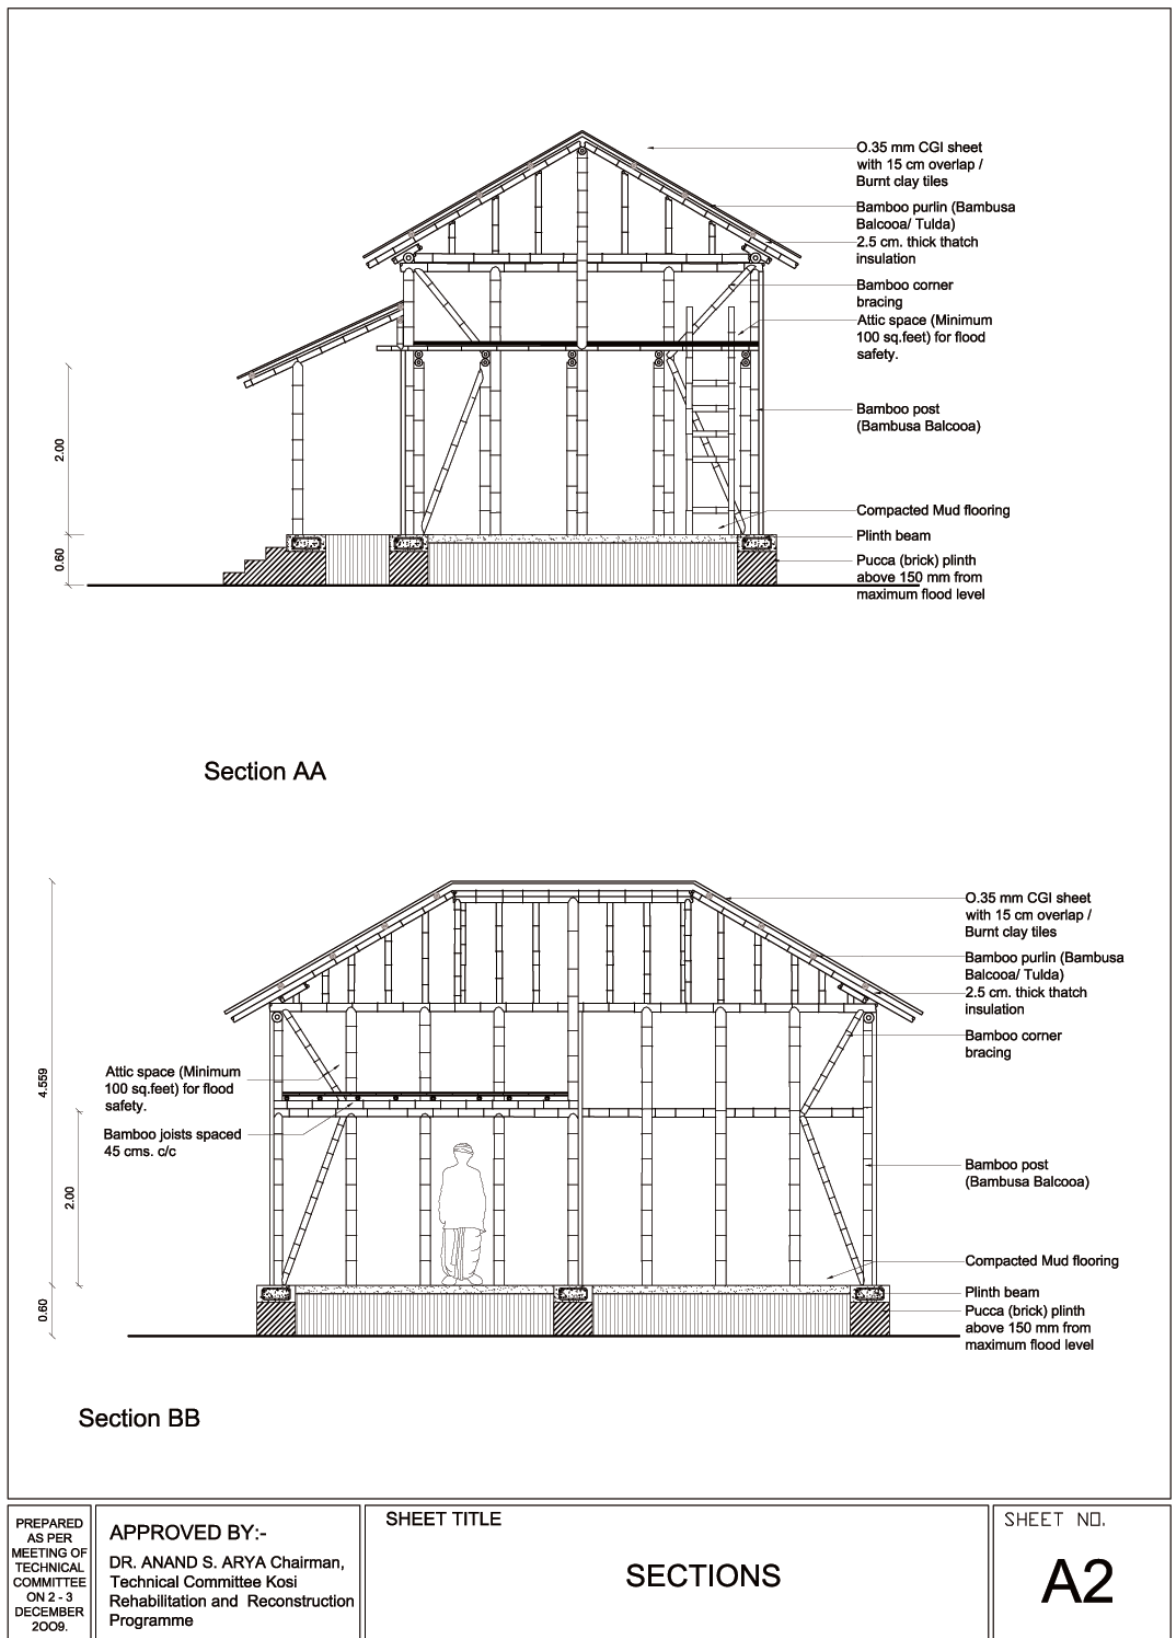 O.35 mm CGI sheet
with 15 cm overlap /
Burnt clay tiles
Bamboo purlin (Bambusa
Balcooa/ Tulda)
2.5 cm. thick thatch
insulation
Bamboo corner
bracing
Attic space (Minimum
100 sq.feet) for flood
safety.
Bamboo post
(Bambusa Balcooa)
Compacted Mud flooring
Plinth beam
Pucca (brick) plinth
above 150 mm from
maximum flood level
2.00
0.60
Section AA
O.35 mm CGI sheet
with 15 cm overlap /
Burnt clay tiles
Bamboo purlin (Bambusa
Balcooa/ Tulda)
2.5 cm. thick thatch
insulation
Bamboo corner
bracing
Attic space (Minimum
100 sq.feet) for flood
safety.
Bamboo joists spaced
45 cms. c/c
Bamboo post
(Bambusa Balcooa)
Compacted Mud flooring
Plinth beam
Pucca (brick) plinth
above 150 mm from
maximum flood level
4.559
2.00
0.60
Section BB
PREPARED
AS PER
MEETING OF
TECHNICAL
COMMITTEE
ON 2 - 3
DECEMBER
2OO9.
APPROVED BY:-
DR. ANAND S. ARYA Chairman,
Technical Committee Kosi
Rehabilitation and Reconstruction
Programme
SHEET TITLE
SECTIONS
SHEET NO.
A2